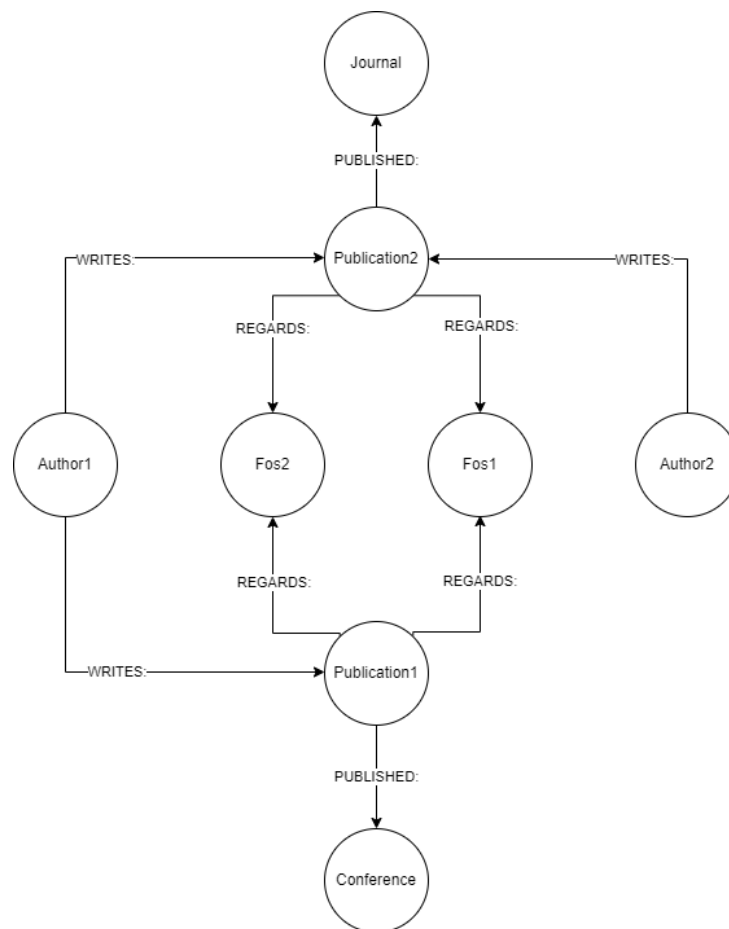 Journal
PUBLISHED:
WRITES:
Publication2
WRITES:
REGARDS:
REGARDS:
Author1
Fos2
Fos1
Author2
REGARDS:
REGARDS:
WRITES:
Publication1
PUBLISHED:
Conference